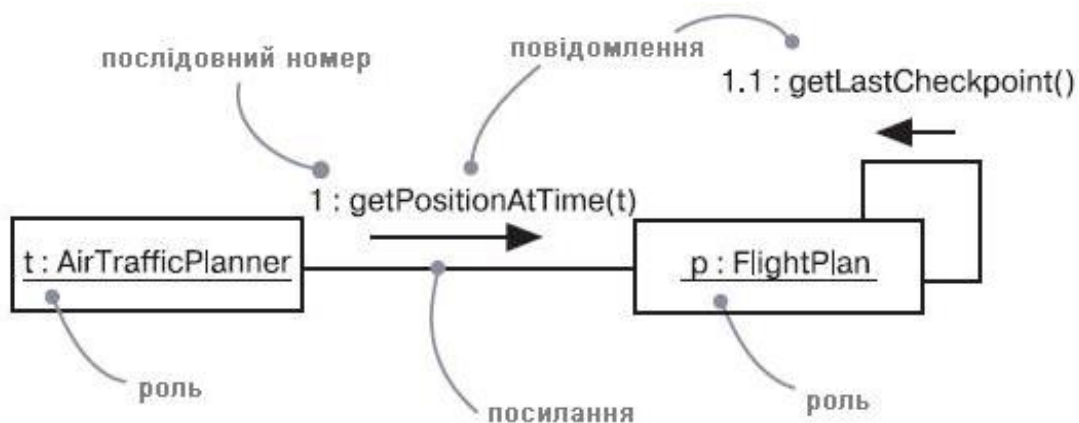 послідовний номер
повідомлення
1.1 : getLastCheckpoint()
1 : getPositionAtTime(t)
t : AirTrafficPlanner
p : FlightPlan
роль
посилання
роль